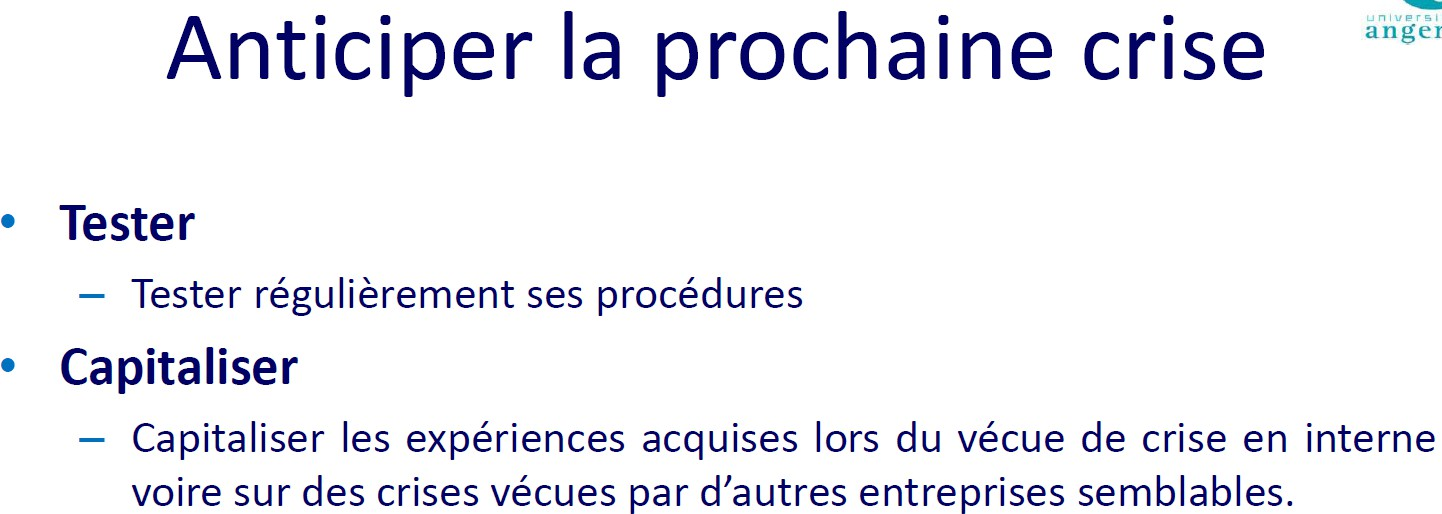 Anticiper la prochaine crise
• Tester
– Tester régulièrement ses procédures
• Capitaliser
– Capitaliser les expériences acquises lors du vécue de crise en interne
voire sur des crises vécues par d’autres entreprises semblables.